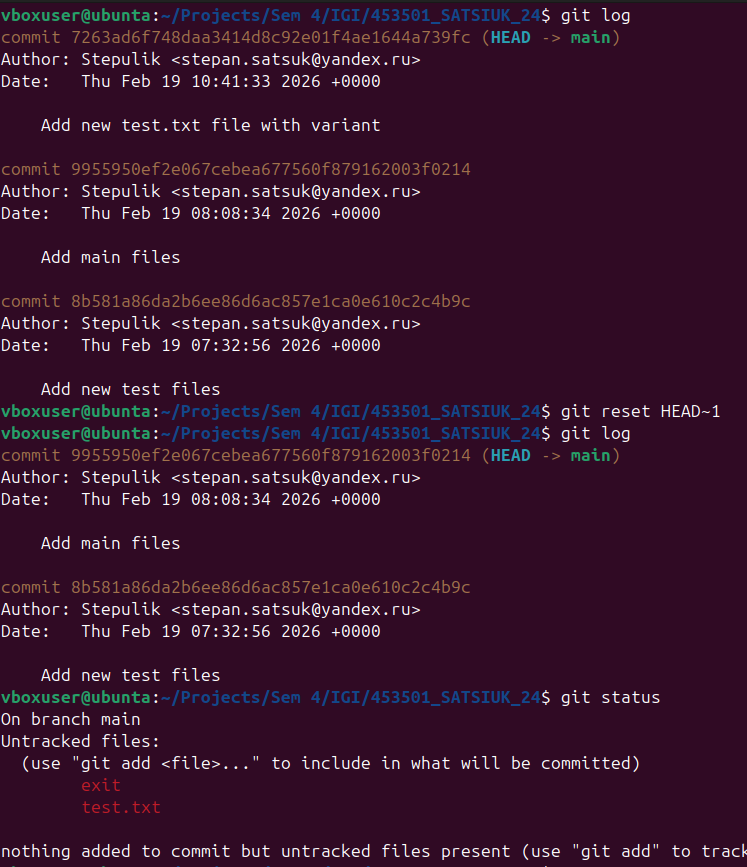 vboxuser@ubunta:~/Projects/Sem 4/IGI/453501_SATSIUK_24$ git log
commit 7263ad6f748daa3414d8c92e01f4ae1644a739fc (HEAD -> main)
Author: Stepulik <stepan.satsuk@yandex.ru>
Date:   Thu Feb 19 10:41:33 2026 +0000
    Add new test.txt file with variant
commit 9955950ef2e067cebea677560f879162003f0214
Author: Stepulik <stepan.satsuk@yandex.ru>
Date:   Thu Feb 19 08:08:34 2026 +0000
    Add main files
commit 8b581a86da2b6ee86d6ac857e1ca0e610c2c4b9c
Author: Stepulik <stepan.satsuk@yandex.ru>
Date:   Thu Feb 19 07:32:56 2026 +0000
    Add new test files
vboxuser@ubunta:~/Projects/Sem 4/IGI/453501_SATSIUK_24$ git reset HEAD~1
vboxuser@ubunta:~/Projects/Sem 4/IGI/453501_SATSIUK_24$ git log
commit 9955950ef2e067cebea677560f879162003f0214 (HEAD -> main)
Author: Stepulik <stepan.satsuk@yandex.ru>
Date:   Thu Feb 19 08:08:34 2026 +0000
    Add main files
commit 8b581a86da2b6ee86d6ac857e1ca0e610c2c4b9c
Author: Stepulik <stepan.satsuk@yandex.ru>
Date:   Thu Feb 19 07:32:56 2026 +0000
    Add new test files
vboxuser@ubunta:~/Projects/Sem 4/IGI/453501_SATSIUK_24$ git status
On branch main
Untracked files:
  (use "git add <file>..." to include in what will be committed)
        exit
        test.txt
nothing added to commit but untracked files present (use "git add" to track